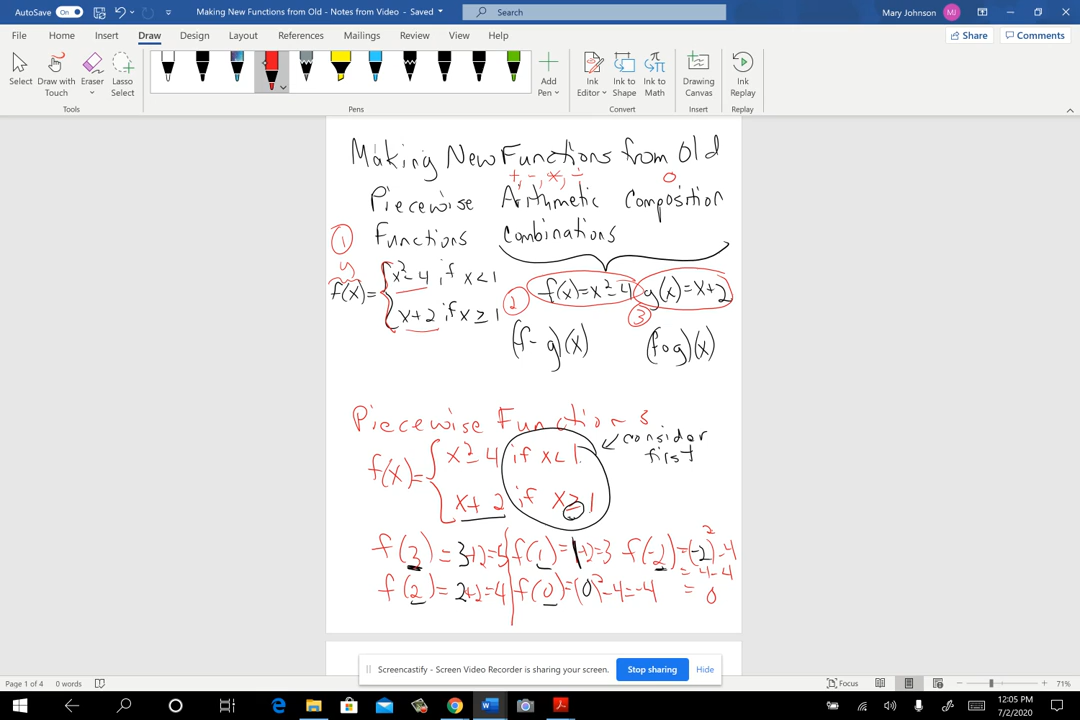 AutoSave On Making New Functions from Old - Notes from Video - Saved Search Mary Johnson MJ
File Home Insert Draw Design Layout References Mailings Review View Help Share Comments
Select Draw with Touch Eraser Lasso Select Add Pen Ink Editor Ink to Shape Ink to Math Drawing Canvas Ink Replay
Tools Pens Convert Insert Replay
Making New Functions from Old
+, -, ×, ÷ o
Piecewise Arithmetic Composition
Functions Combinations
1
y
f(x)= { x²-4, if x<1
x+2 if x≥1
2 f(x)=x²-4 g(x)=x+2
3
(f-g)(x) (f∘g)(x)
Piecewise Functions
f(x)= { x²-4 if x<1
x+2 if x≥1
consider first
f(3)=3+2=5 f(1)=1+2=3 f(-2)=(-2)²-4
=4-4
f(2)=2+2=4 f(0)=(0)²-4=-4 =0
Screencastify - Screen Video Recorder is sharing your screen. Stop sharing Hide
Page 1 of 4 0 words Focus 71%
12:05 PM
7/2/2020